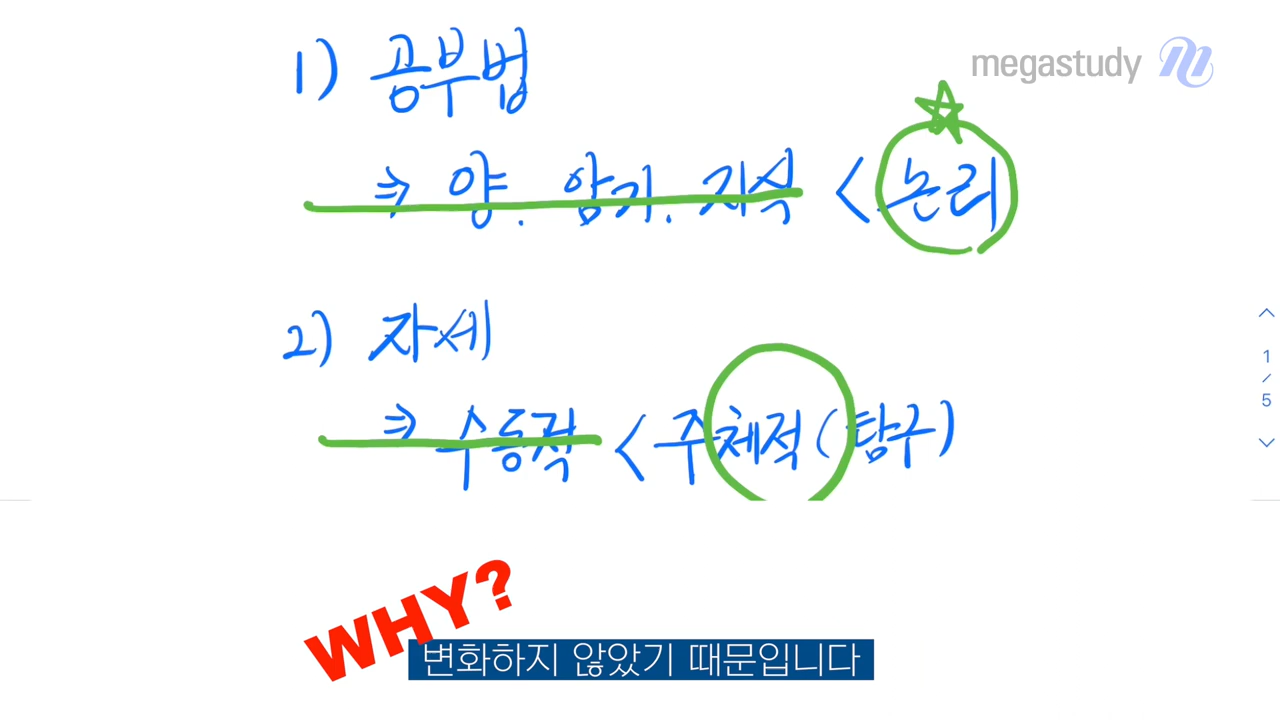 1) 공부법
megastudy
⇒ 양. 암기. 지식 < 논리
2) 자세
⇒ 수동적 < 주체적 (탐구)
1
/
5
WHY?
변화하지 않았기 때문입니다